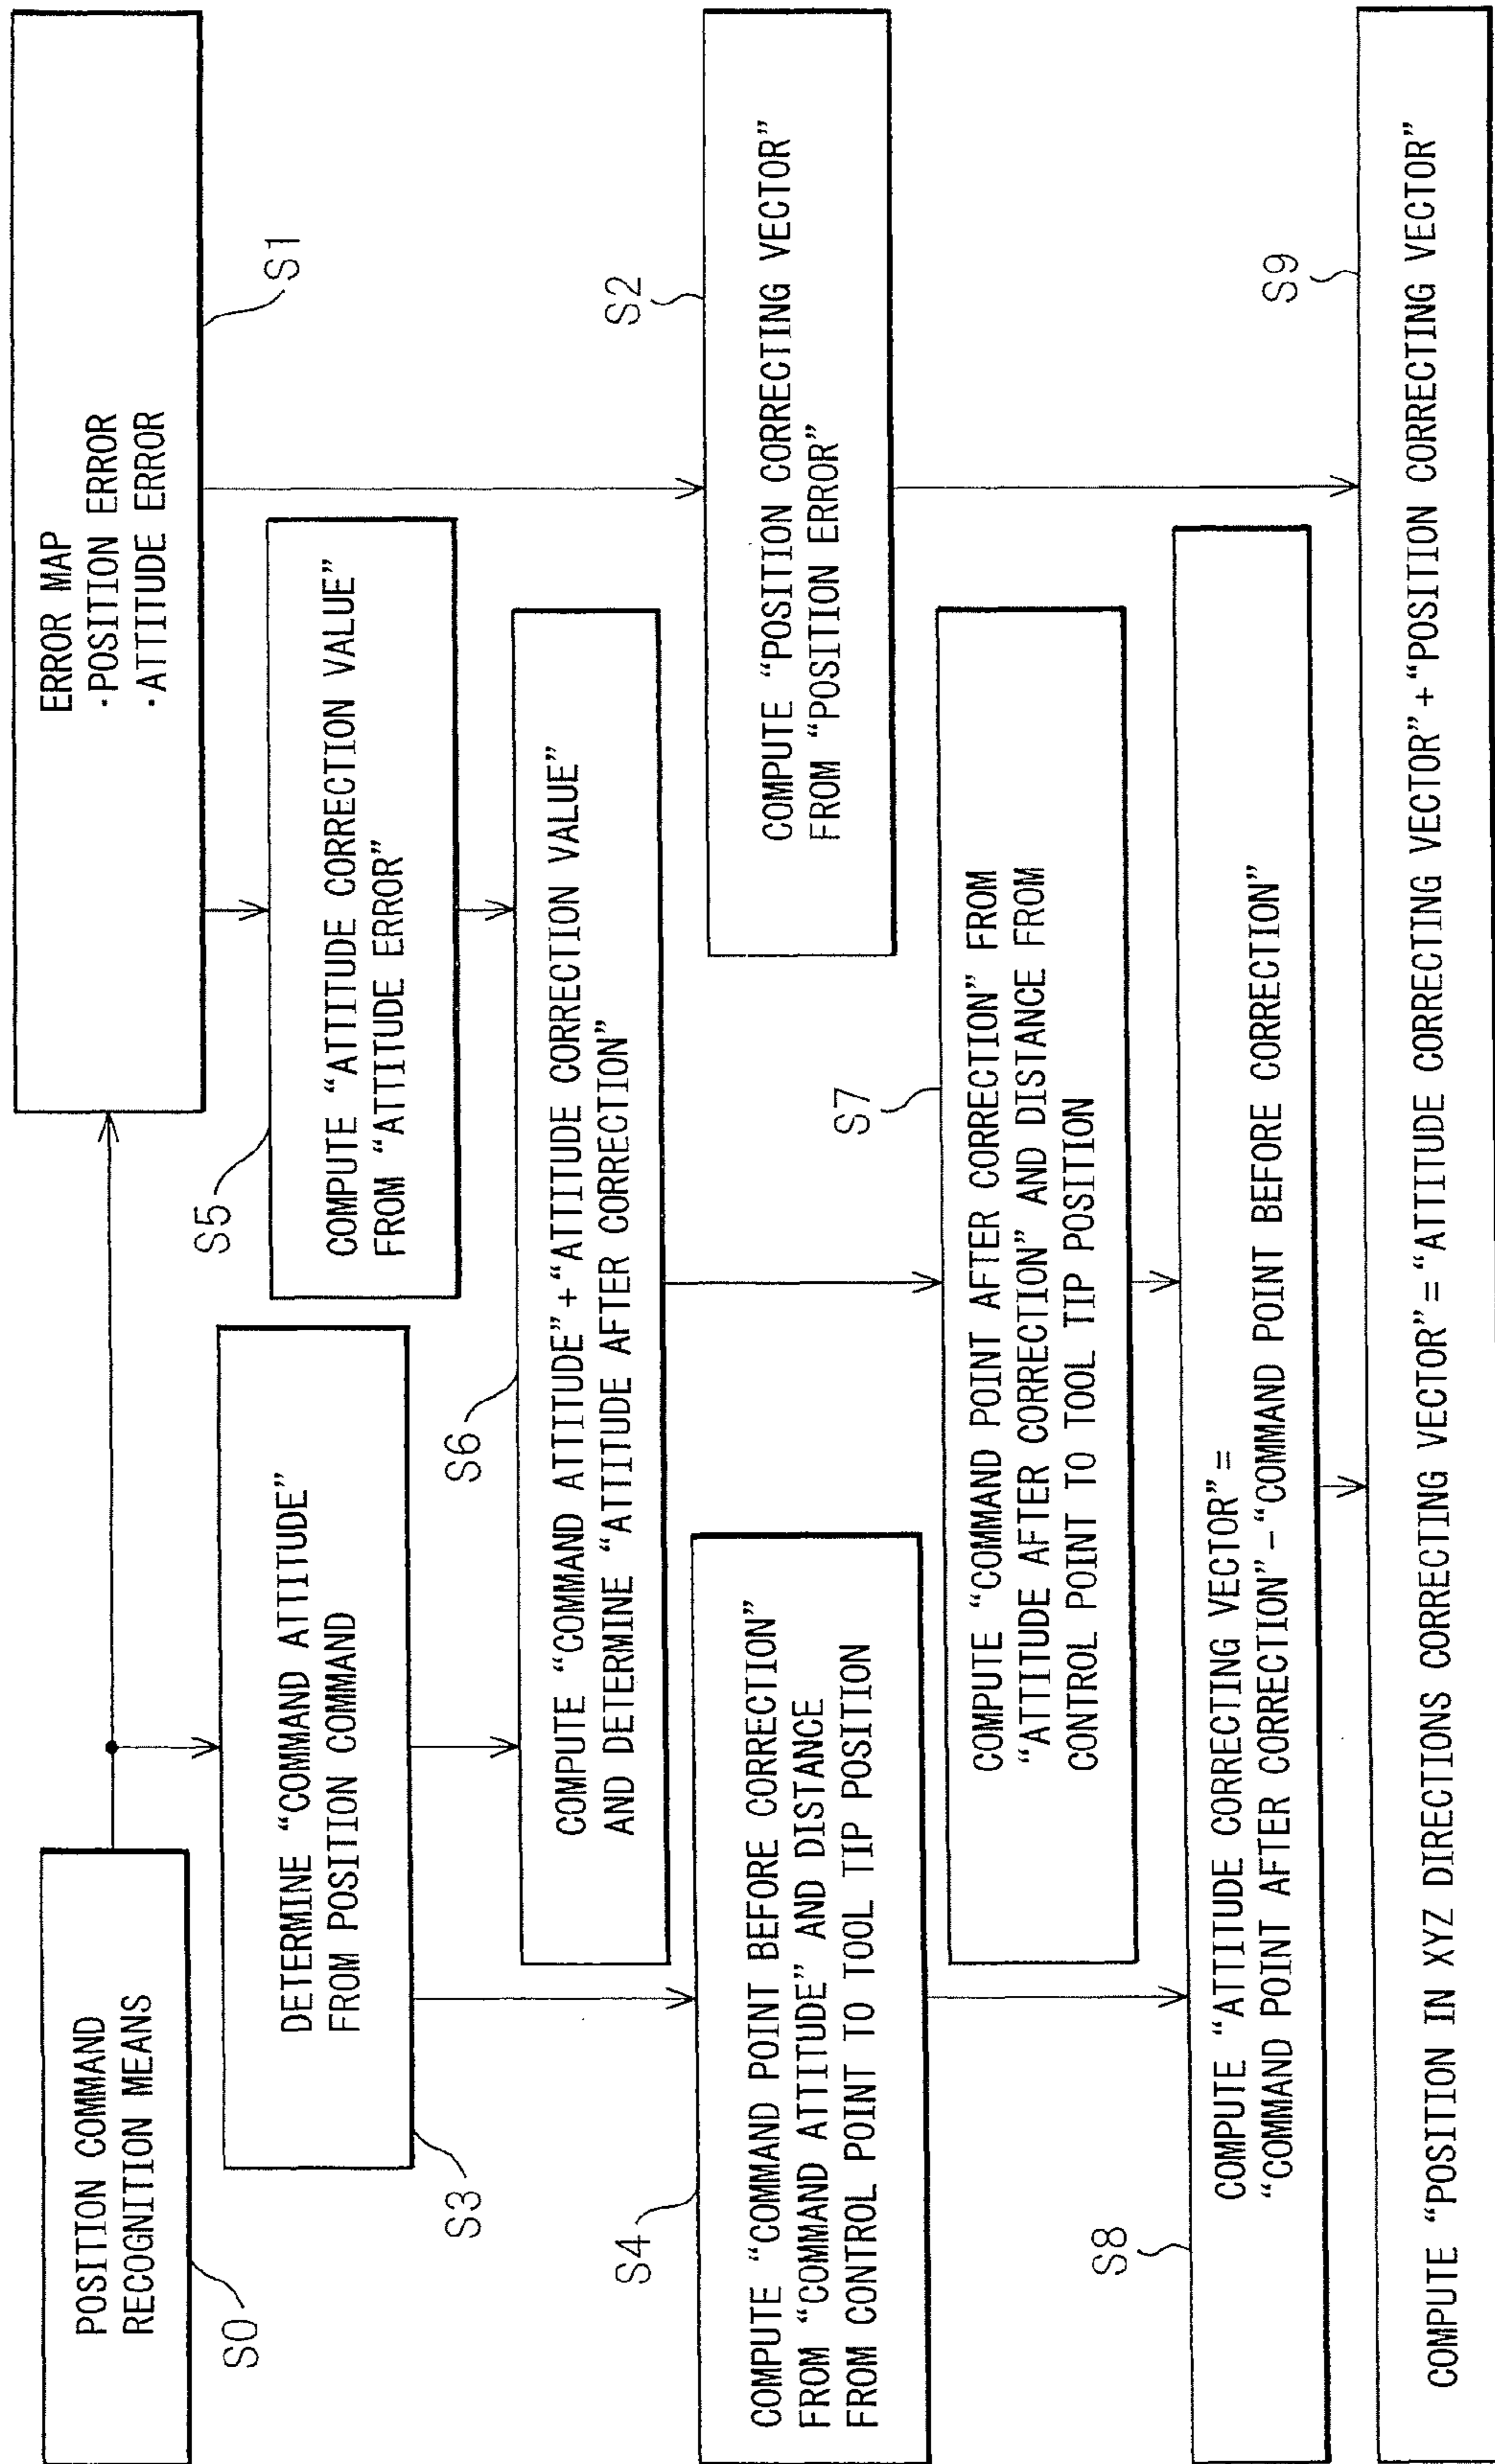 POSITION COMMAND
RECOGNITION MEANS
S0
ERROR MAP
·POSITION ERROR
·ATTITUDE ERROR
S1
DETERMINE “COMMAND ATTITUDE”
FROM POSITION COMMAND
S3
S5
COMPUTE “ATTITUDE CORRECTION VALUE”
FROM “ATTITUDE ERROR”
S6
COMPUTE “COMMAND ATTITUDE”+“ATTITUDE CORRECTION VALUE”
AND DETERMINE “ATTITUDE AFTER CORRECTION”
S4
COMPUTE “COMMAND POINT BEFORE CORRECTION”
FROM “COMMAND ATTITUDE” AND DISTANCE
FROM CONTROL POINT TO TOOL TIP POSITION
S2
COMPUTE “POSITION CORRECTING VECTOR”
FROM “POSITION ERROR”
S7
COMPUTE “COMMAND POINT AFTER CORRECTION” FROM
“ATTITUDE AFTER CORRECTION” AND DISTANCE FROM
CONTROL POINT TO TOOL TIP POSITION
S8
COMPUTE “ATTITUDE CORRECTING VECTOR”=
“COMMAND POINT AFTER CORRECTION”-“COMMAND POINT BEFORE CORRECTION”
S9
COMPUTE “POSITION IN XYZ DIRECTIONS CORRECTING VECTOR”=“ATTITUDE CORRECTING VECTOR”+“POSITION CORRECTING VECTOR”